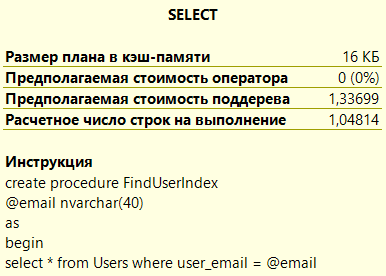 SELECT
Размер плана в кэш-памяти 16 КБ
Предполагаемая стоимость оператора 0 (0%)
Предполагаемая стоимость поддерева 1,33699
Расчетное число строк на выполнение 1,04814
Инструкция
create procedure FindUserIndex
@email nvarchar(40)
as
begin
select * from Users where user_email = @email